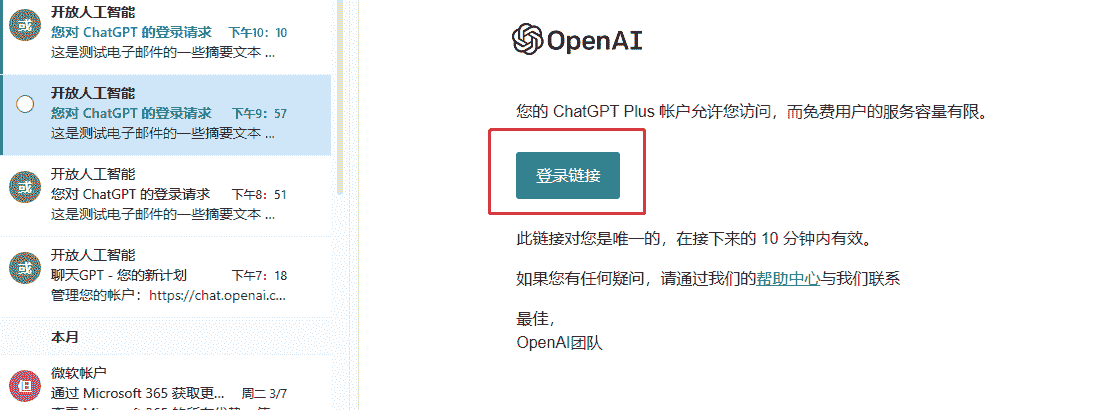 或
开放人工智能
您对 ChatGPT 的登录请求 下午10：10
这是测试电子邮件的一些摘要文本 ...
开放人工智能
您对 ChatGPT 的登录请求 下午9：57
这是测试电子邮件的一些摘要文本 ...
或
开放人工智能
您对 ChatGPT 的登录请求 下午8：51
这是测试电子邮件的一些摘要文本 ...
或
开放人工智能
聊天GPT - 您的新计划 下午7：18
管理您的帐户：https://chat.openai.c...
本月
但
微软帐户
通过 Microsoft 365 获取更... 周二 3/7
OpenAI
您的 ChatGPT Plus 帐户允许您访问，而免费用户的服务容量有限。
登录链接
此链接对您是唯一的，在接下来的 10 分钟内有效。
如果您有任何疑问，请通过我们的帮助中心与我们联系
最佳，
OpenAI团队